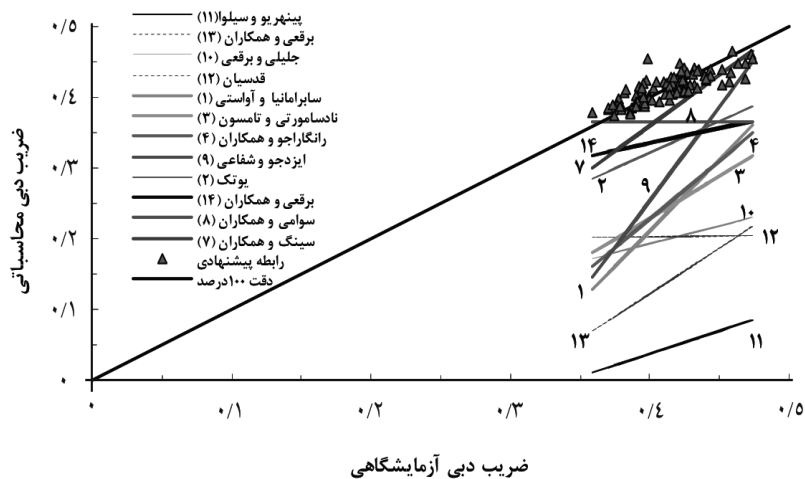 پینهریو و سیلوا(۱۱)
برقعی و همکاران (۱۳)
جلیلی و برقعی (۱۰)
قدسیان (۱۲)
سابرامانیا و آواستی (۱)
نادسامورتی و تامسون (۳)
رانگاراجو و همکاران (۴)
ایزدجو و شفاعی (۹)
یوتک (۲)
برقعی و همکاران (۱۴)
سوامی و همکاران (۸)
سینگ و همکاران (۷)
رابطه پیشنهادی
دقت ۱۰۰درصد
ضریب دبی محاسباتی
۰/۵
۰/۴
۰/۳
۰/۲
۰/۱
۰
۸
۱۴
۷
۲
۹
۴
۳
۱۰
۱۲
۱
۱۳
۱۱
۰
۰/۱
۰/۲
۰/۳
۰/۴
۰/۵
ضریب دبی آزمایشگاهی